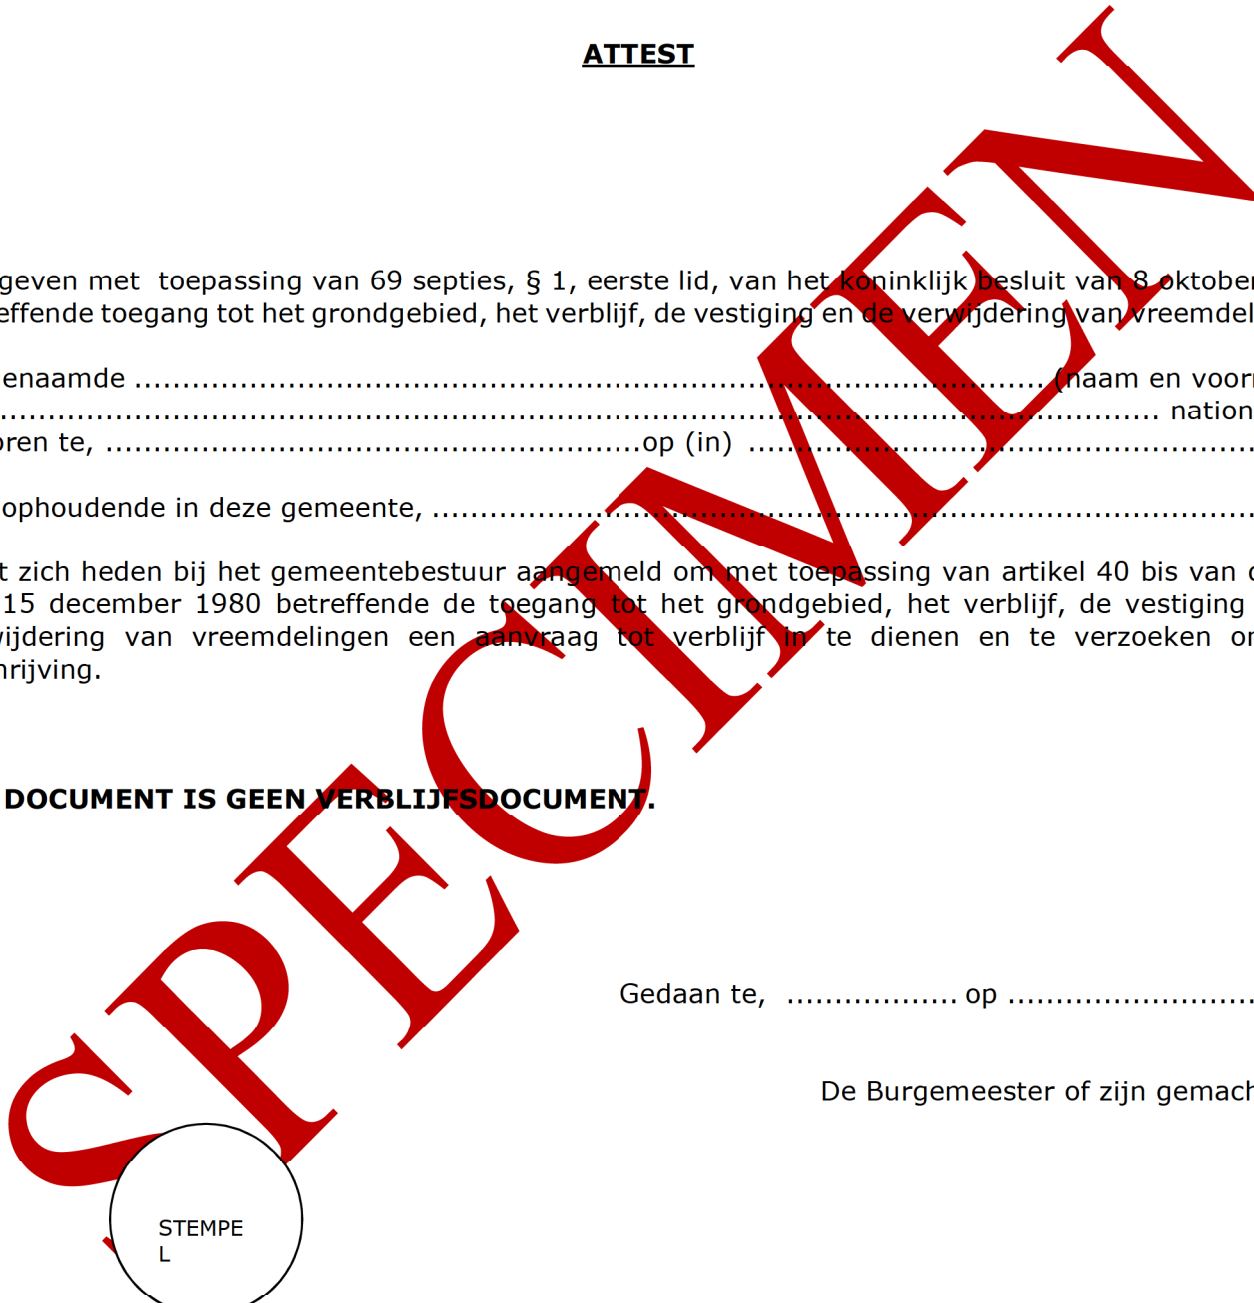 ATTEST
geven met toepassing van 69 septies, § 1, eerste lid, van het koninklijk besluit van 8 oktober
effende toegang tot het grondgebied, het verblijf, de vestiging en de verwijdering van vreemdel
enaamde ............................................................................................... (naam en voorn
........................................................................................................................ nation
oren te, ...........................................................op (in) .....................................................
ophoudende in deze gemeente, ......................................................................................
t zich heden bij het gemeentebestuur aangemeld om met toepassing van artikel 40 bis van d
15 december 1980 betreffende de toegang tot het grondgebied, het verblijf, de vestiging
wijdering van vreemdelingen een aanvraag tot verblijf in te dienen en te verzoeken om
hrijving.
DOCUMENT IS GEEN VERBLIJFSDOCUMENT.
Gedaan te, .................. op ..........................
De Burgemeester of zijn gemach
STEMPE
L
SPECIMEN